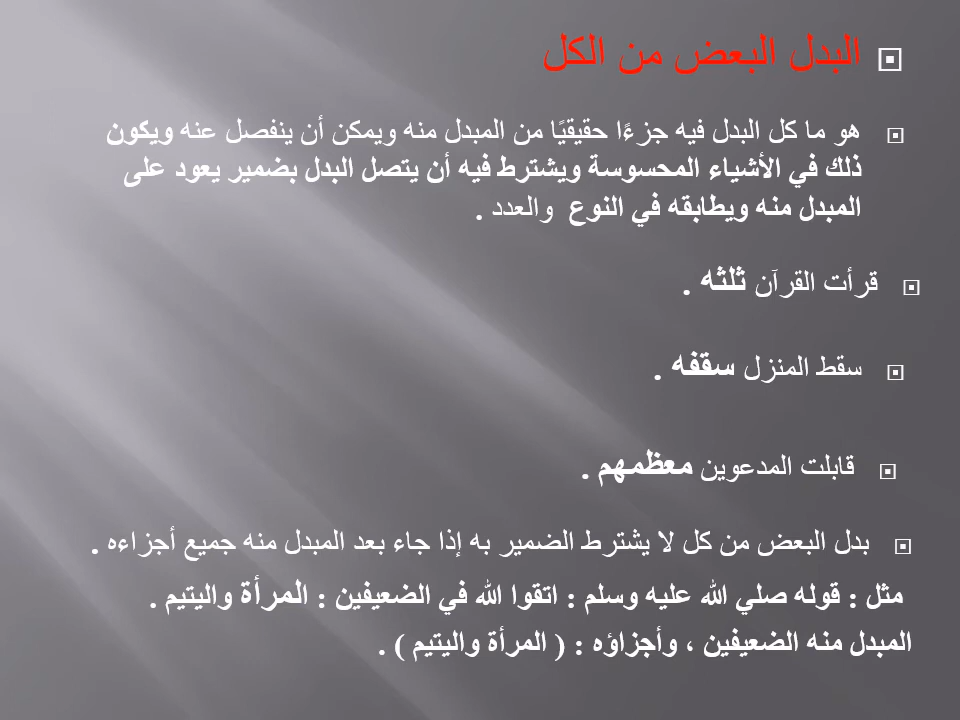 البدل البعض من الكل
هو ما كل البدل فيه جزءًا حقيقيًا من المبدل منه ويمكن أن ينفصل عنه ويكون
ذلك في الأشياء المحسوسة ويشترط فيه أن يتصل البدل بضمير يعود على
المبدل منه ويطابقه في النوع والعدد .
قرأت القرآن ثلثه .
سقط المنزل سقفه .
قابلت المدعوين معظمهم .
بدل البعض من كل لا يشترط الضمير به إذا جاء بعد المبدل منه جميع أجزاءه .
مثل : قوله صلي الله عليه وسلم : اتقوا الله في الضعيفين : المرأة واليتيم .
المبدل منه الضعيفين ، وأجزاؤه : ( المرأة واليتيم ) .